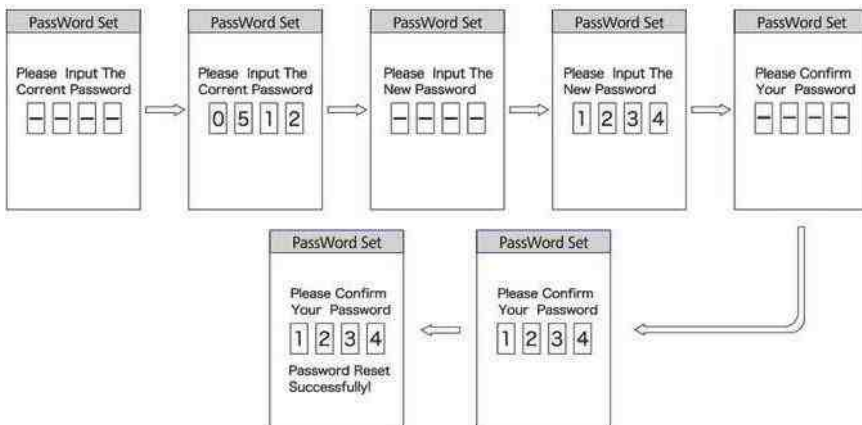 PassWord Set
Please Input The
Corrent Password
- - - -
PassWord Set
Please Input The
Corrent Password
0 5 1 2
PassWord Set
Please Input The
New Password
- - - -
PassWord Set
Please Input The
New Password
1 2 3 4
PassWord Set
Please Confirm
Your Password
- - - -
PassWord Set
Please Confirm
Your Password
1 2 3 4
PassWord Set
Please Confirm
Your Password
1 2 3 4
Password Reset
Successfully!